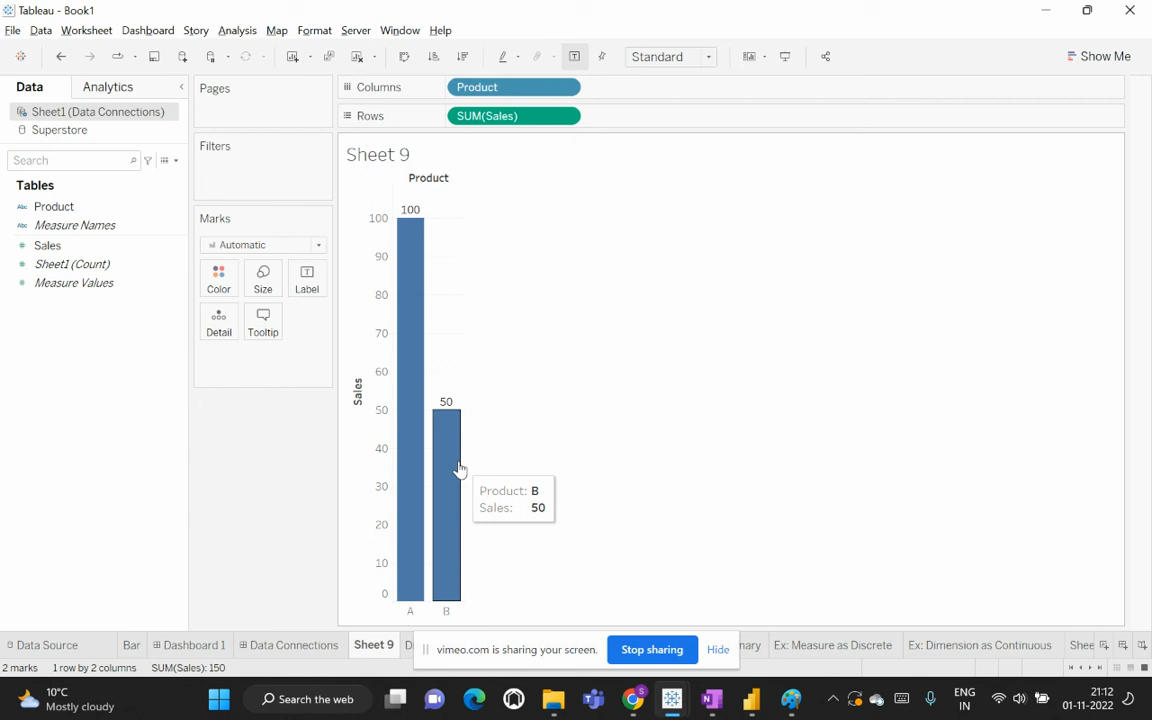 Tableau - Book1
File Data Worksheet Dashboard Story Analysis Map Format Server Window Help
Standard
Show Me
Data Analytics
Pages
Columns Product
Sheet1 (Data Connections)
Superstore
Rows SUM(Sales)
Search
Filters
Sheet 9
Product
Tables
Abc Product
Abc Measure Names
# Sales
# Sheet1 (Count)
# Measure Values
Marks
Automatic
Color Size Label
Detail Tooltip
100
100
90
80
70
60
50
50
40
30
20
10
0
Sales
A B
Product: B
Sales: 50
Data Source Bar Dashboard 1 Data Connections Sheet 9 vimeo.com is sharing your screen. Stop sharing Hide Ex: Measure as Discrete Ex: Dimension as Continuous
2 marks 1 row by 2 columns SUM(Sales): 150
10°C
Mostly cloudy
Search the web
ENG
IN
21:12
01-11-2022